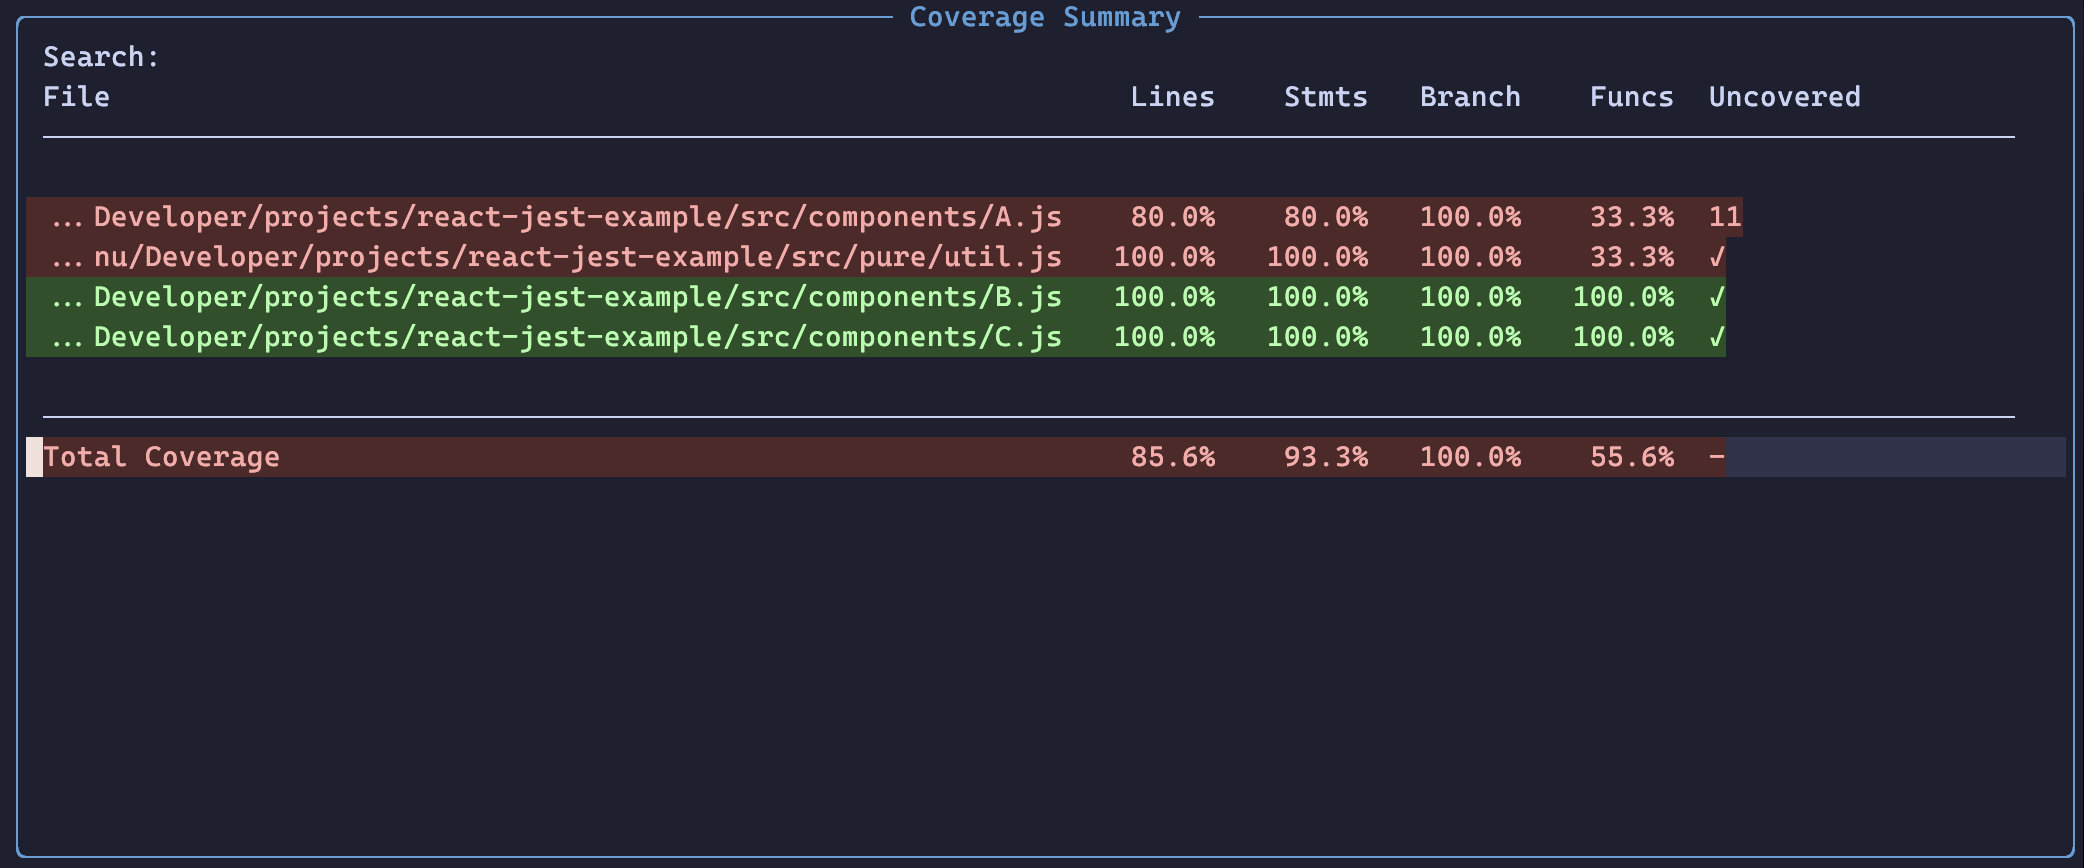 Coverage Summary
Search:
File Lines Stmts Branch Funcs Uncovered
… Developer/projects/react-jest-example/src/components/A.js 80.0% 80.0% 100.0% 33.3% 11
… nu/Developer/projects/react-jest-example/src/pure/util.js 100.0% 100.0% 100.0% 33.3% ✓
… Developer/projects/react-jest-example/src/components/B.js 100.0% 100.0% 100.0% 100.0% ✓
… Developer/projects/react-jest-example/src/components/C.js 100.0% 100.0% 100.0% 100.0% ✓
Total Coverage 85.6% 93.3% 100.0% 55.6% -